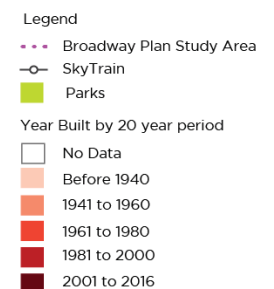 Legend
Broadway Plan Study Area
SkyTrain
Parks
Year Built by 20 year period
No Data
Before 1940
1941 to 1960
1961 to 1980
1981 to 2000
2001 to 2016